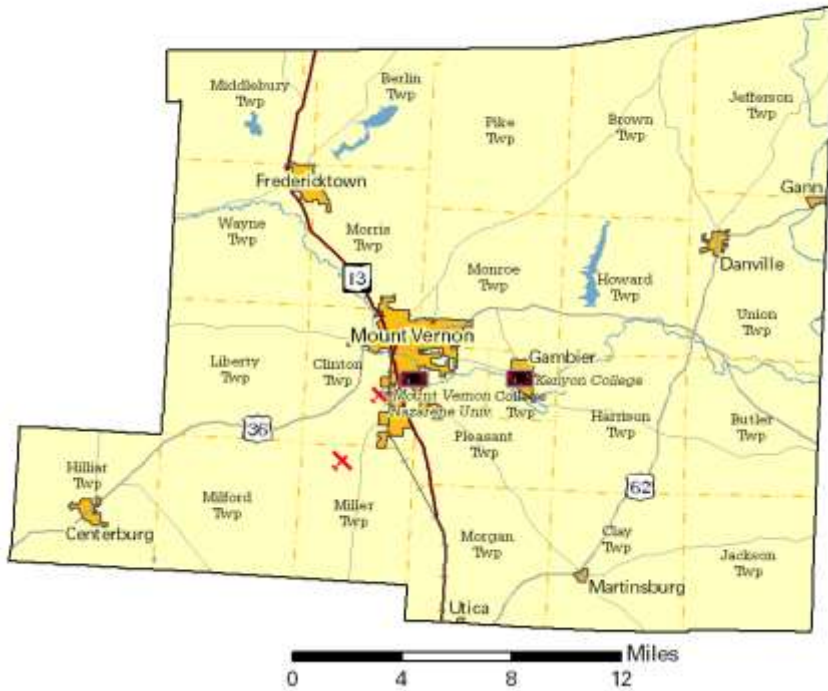 Middlebury
Twp
Berlin
Twp
Pike
Twp
Brown
Twp
Jefferson
Twp
Fredericktown
Gann
Wayne
Twp
Morris
Twp
Monroe
Twp
Howard
Twp
Danville
13
Union
Twp
Mount Vernon
Liberty
Twp
Clinton
Twp
Gambier
Kenyon College
Mount Vernon
Nazarene Univ.
College
Twp
Harrison
Twp
Butler
Twp
36
Pleasant
Twp
Hilliar
Twp
Milford
Twp
Miller
Twp
62
Centerburg
Morgan
Twp
Clay
Twp
Jackson
Twp
Martinsburg
Utica
Miles
0 4 8 12